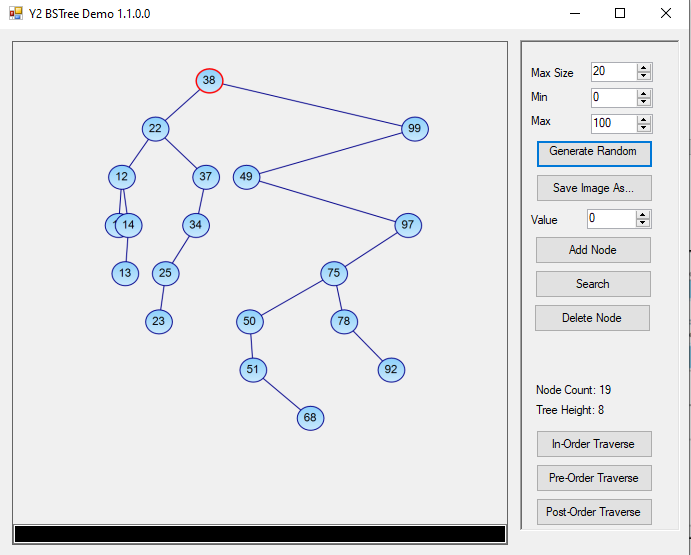 Y2 BSTree Demo 1.1.0.0
38
22
99
12
37
49
14
34
97
13
25
75
23
50
78
51
92
68
Max Size 20
Min 0
Max 100
Generate Random
Save Image As...
Value 0
Add Node
Search
Delete Node
Node Count: 19
Tree Height: 8
In-Order Traverse
Pre-Order Traverse
Post-Order Traverse